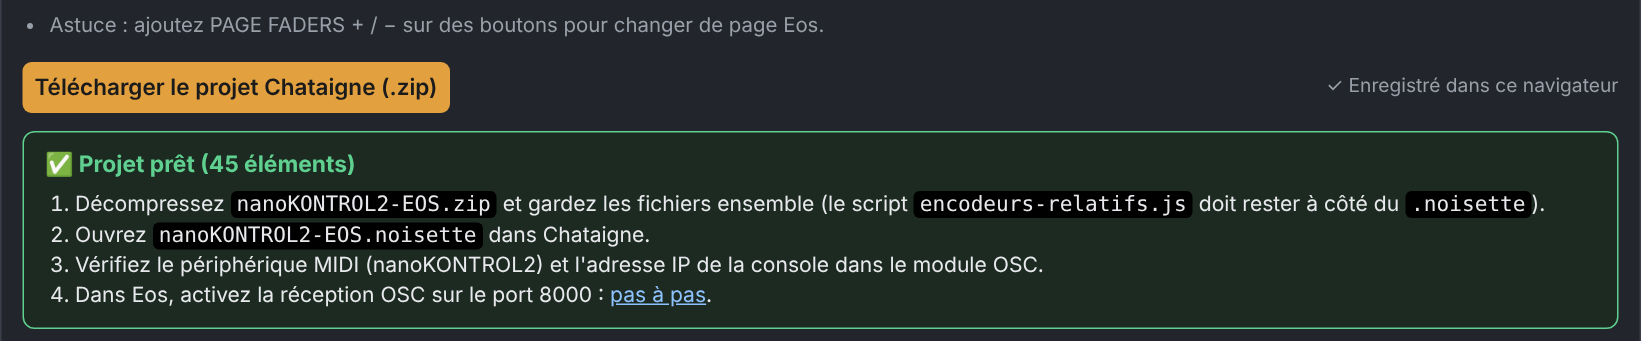 • Astuce : ajoutez PAGE FADERS + / − sur des boutons pour changer de page Eos.
Télécharger le projet Chataigne (.zip)
✓ Enregistré dans ce navigateur
✅ Projet prêt (45 éléments)
1. Décompressez nanoKONTROL2-EOS.zip et gardez les fichiers ensemble (le script encodeurs-relatifs.js doit rester à côté du .noisette).
2. Ouvrez nanoKONTROL2-EOS.noisette dans Chataigne.
3. Vérifiez le périphérique MIDI (nanoKONTROL2) et l'adresse IP de la console dans le module OSC.
4. Dans Eos, activez la réception OSC sur le port 8000 : pas à pas.